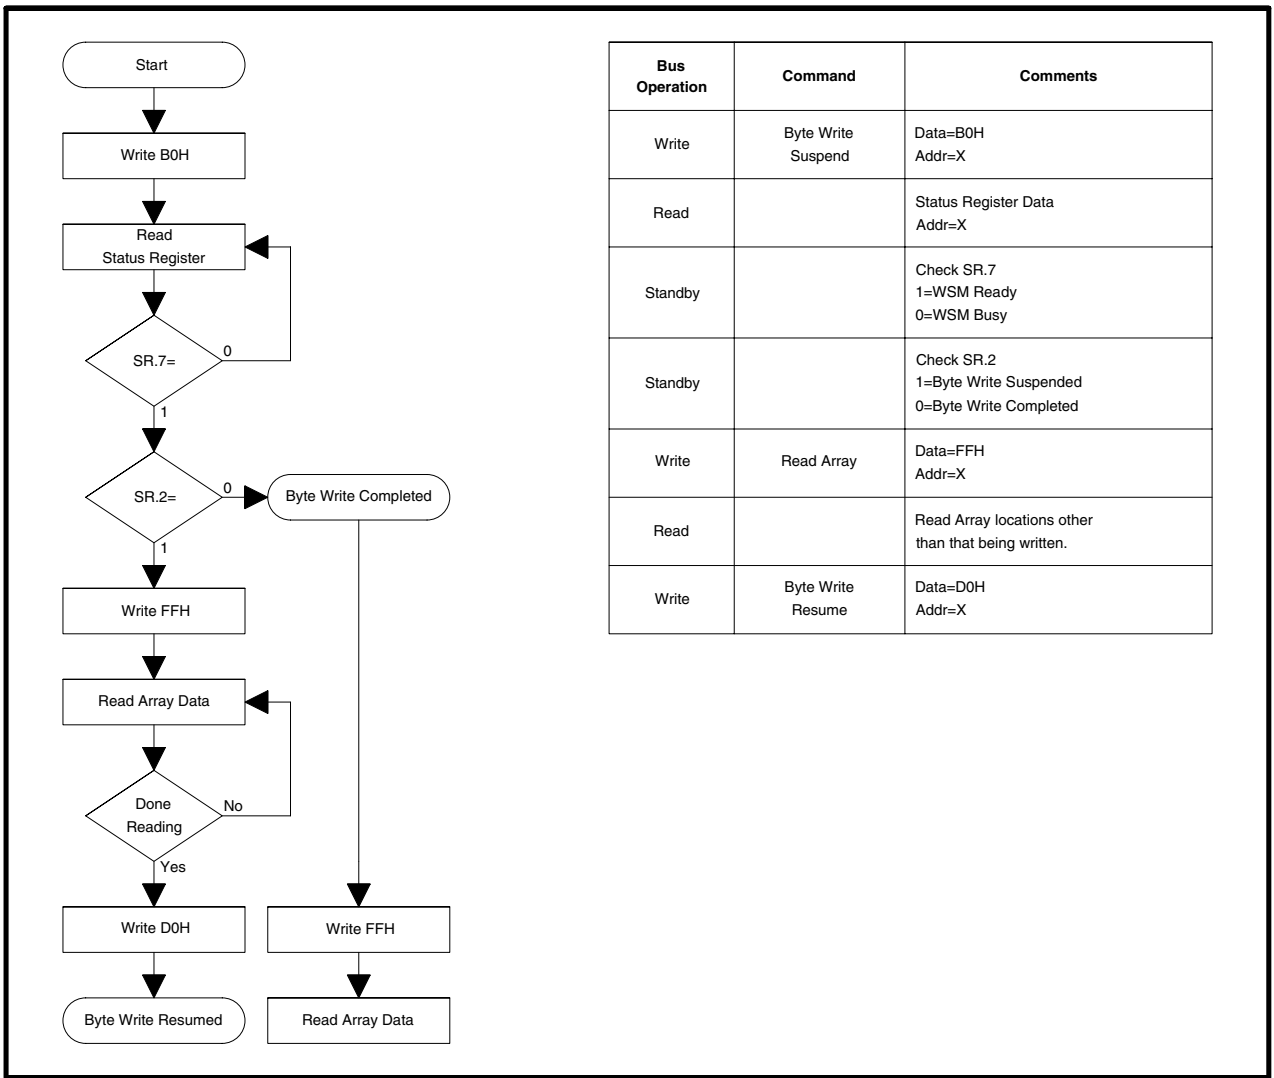 Start
Write B0H
Read
Status Register
SR.7=
0
1
SR.2=
0
Byte Write Completed
1
Write FFH
Read Array Data
Done
Reading
No
Yes
Write D0H
Write FFH
Byte Write Resumed
Read Array Data
Bus
Operation
Command
Comments
Write
Byte Write
Suspend
Data=B0H
Addr=X
Read
Status Register Data
Addr=X
Standby
Check SR.7
1=WSM Ready
0=WSM Busy
Standby
Check SR.2
1=Byte Write Suspended
0=Byte Write Completed
Write
Read Array
Data=FFH
Addr=X
Read
Read Array locations other
than that being written.
Write
Byte Write
Resume
Data=D0H
Addr=X